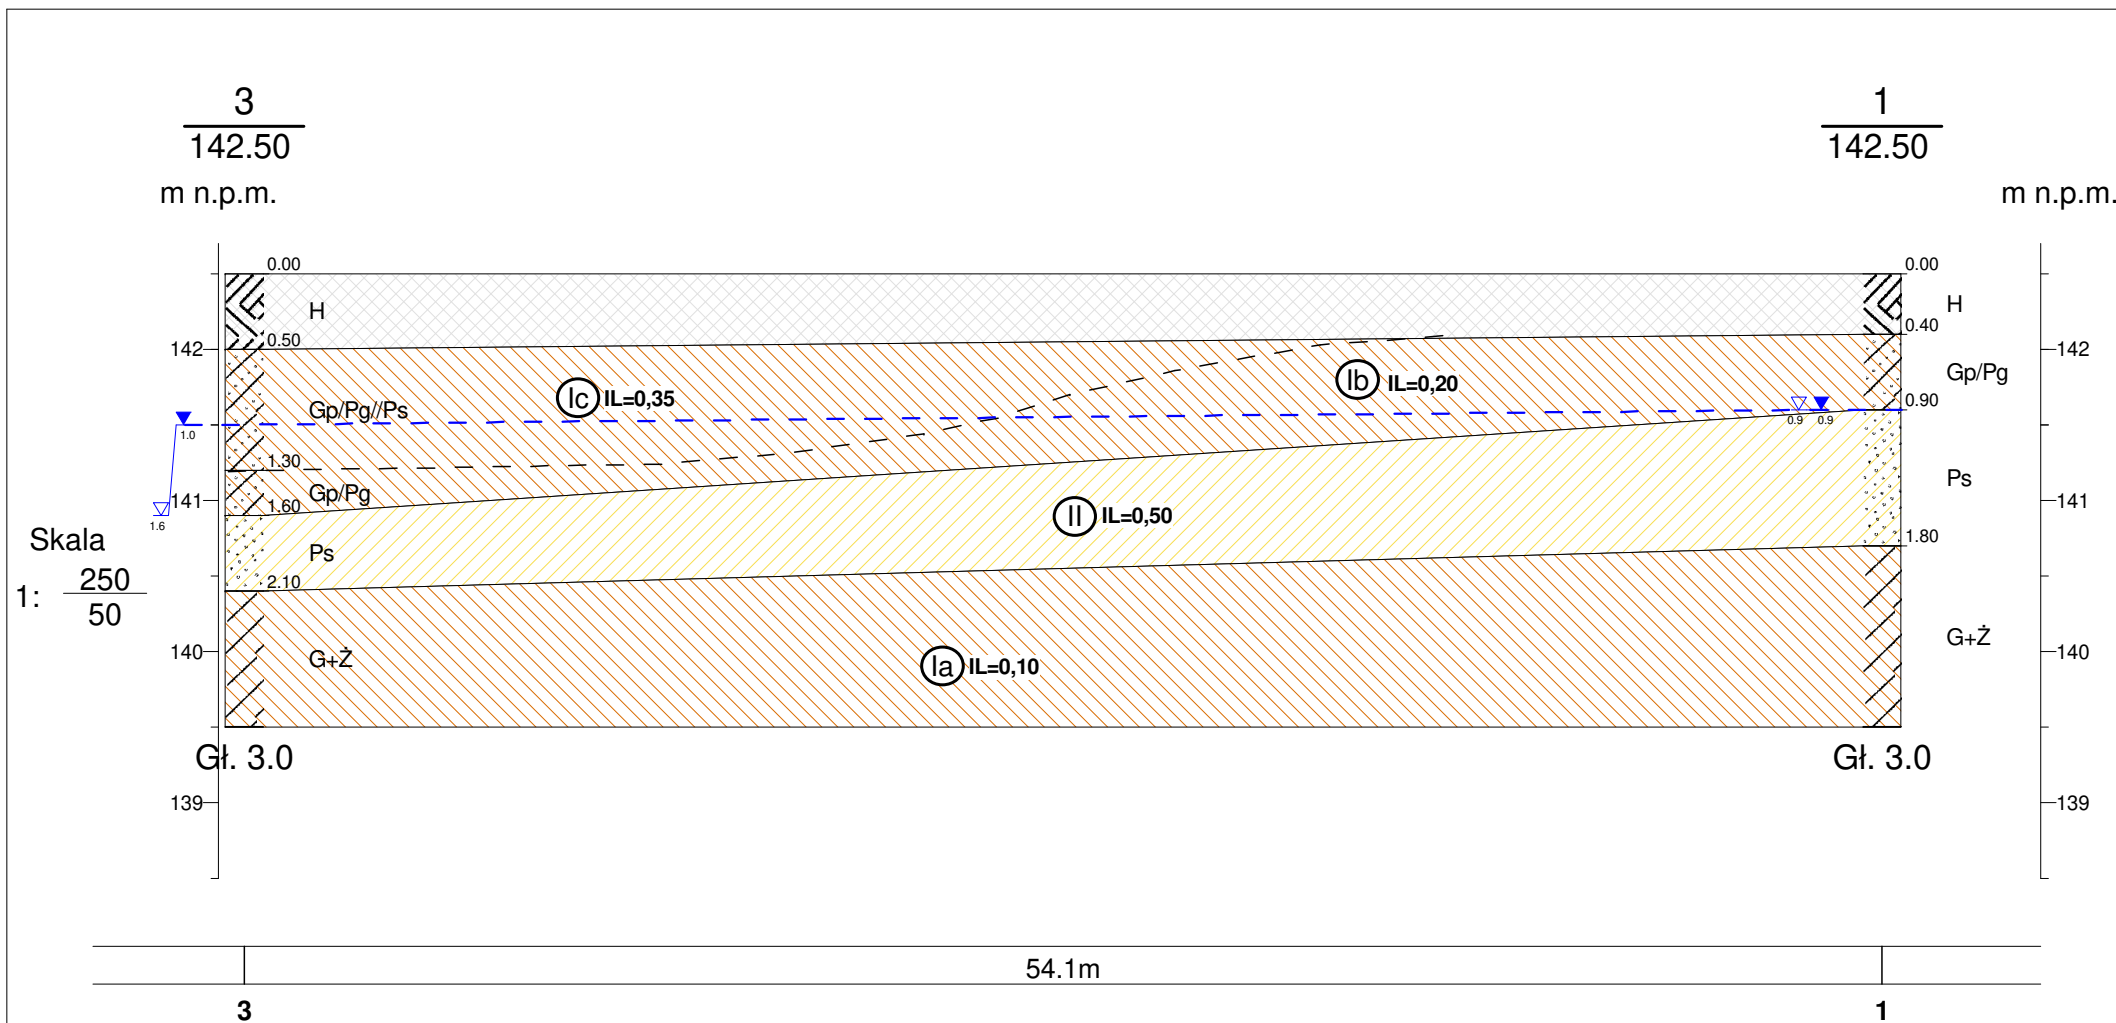 3
142.50
m n.p.m.
1
142.50
m n.p.m.
0.00
0.00
H
H
0.50
0.40
142
142
Gp/Pg//Ps
Ic IL=0,35
Ib IL=0,20
Gp/Pg
0.90
1.0
0.9 0.9
1.30
Gp/Pg
141
1.60
1.6
II IL=0,50
Ps
141
Skala
1: 250
50
Ps
2.10
1.80
140
G+Ż
Ia IL=0,10
G+Ż
140
Gł. 3.0
Gł. 3.0
139
139
54.1m
3
1